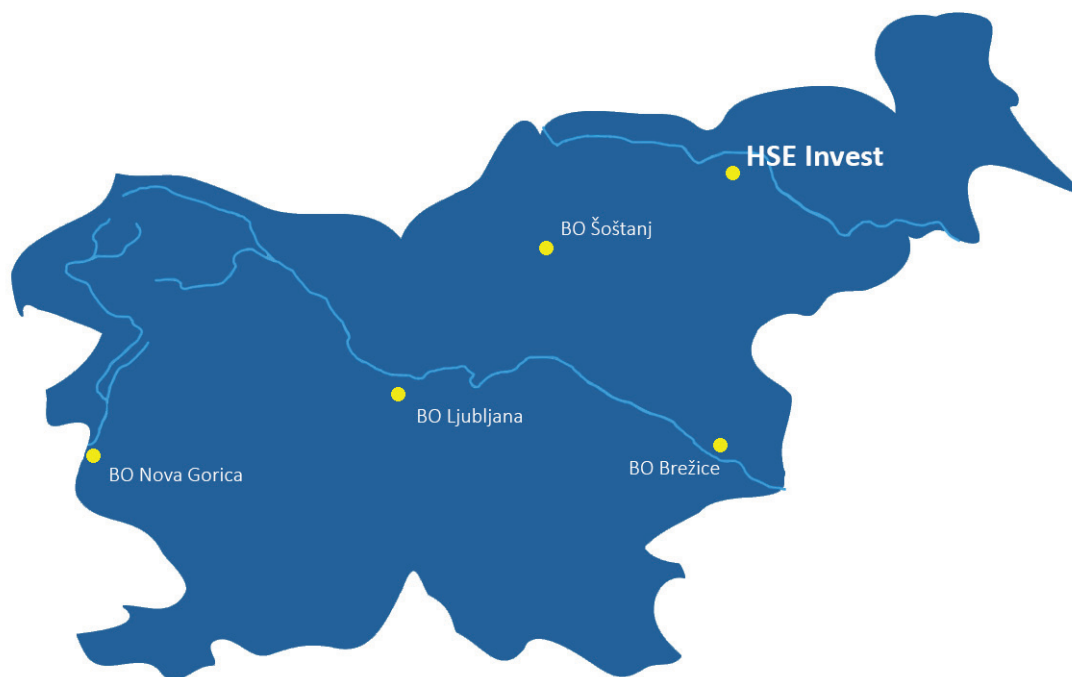 HSE Invest
BO Šoštanj
BO Ljubljana
BO Brežice
BO Nova Gorica